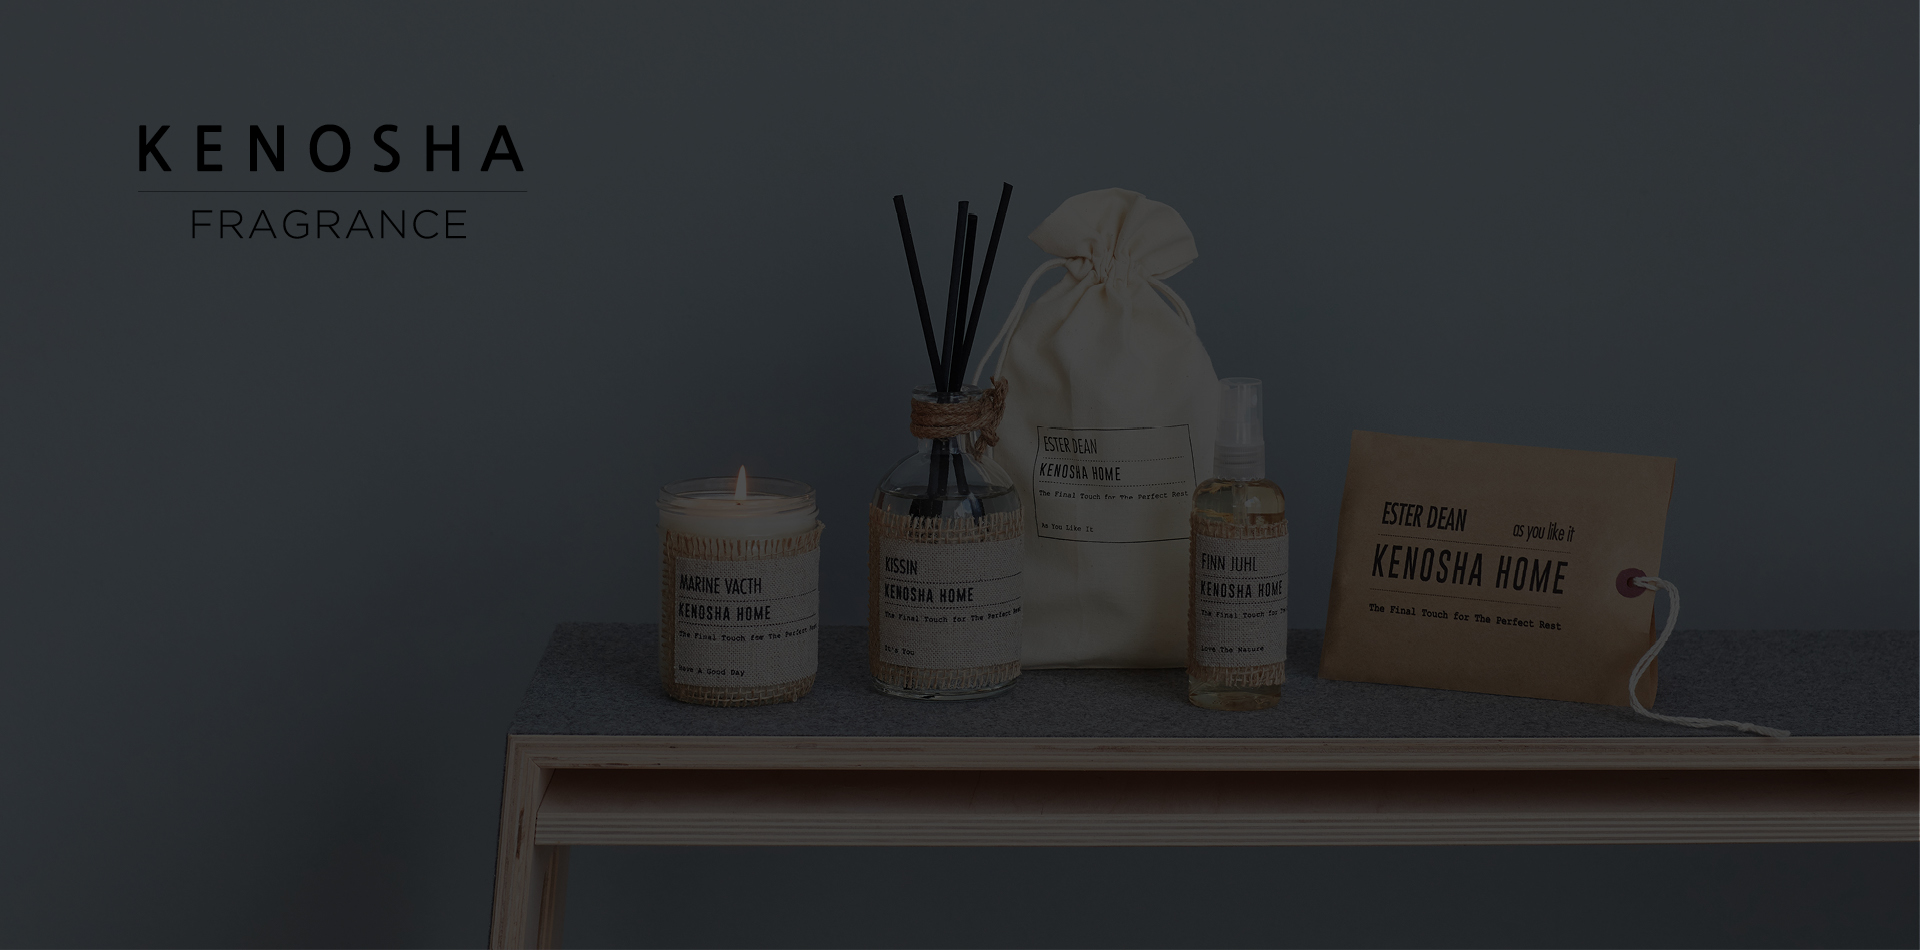 KENOSHA
FRAGRANCE
MARINE VACTH
KENOSHA HOME
The Final Touch for The Perfect Rest
Have A Good Day
KISSIN
KENOSHA HOME
The Final Touch for The Perfect Rest
It's You
ESTER DEAN
KENOSHA HOME
The Final Touch for The Perfect Rest
As You Like It
FINN JUHL
KENOSHA HOME
The Final Touch for The
Love The Nature
ESTER DEAN as you like it
KENOSHA HOME
The Final Touch for The Perfect Rest